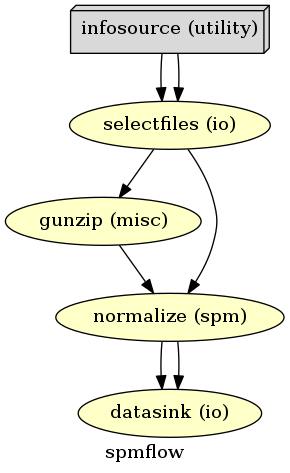 infosource (utility)
selectfiles (io)
gunzip (misc)
normalize (spm)
datasink (io)
spmflow